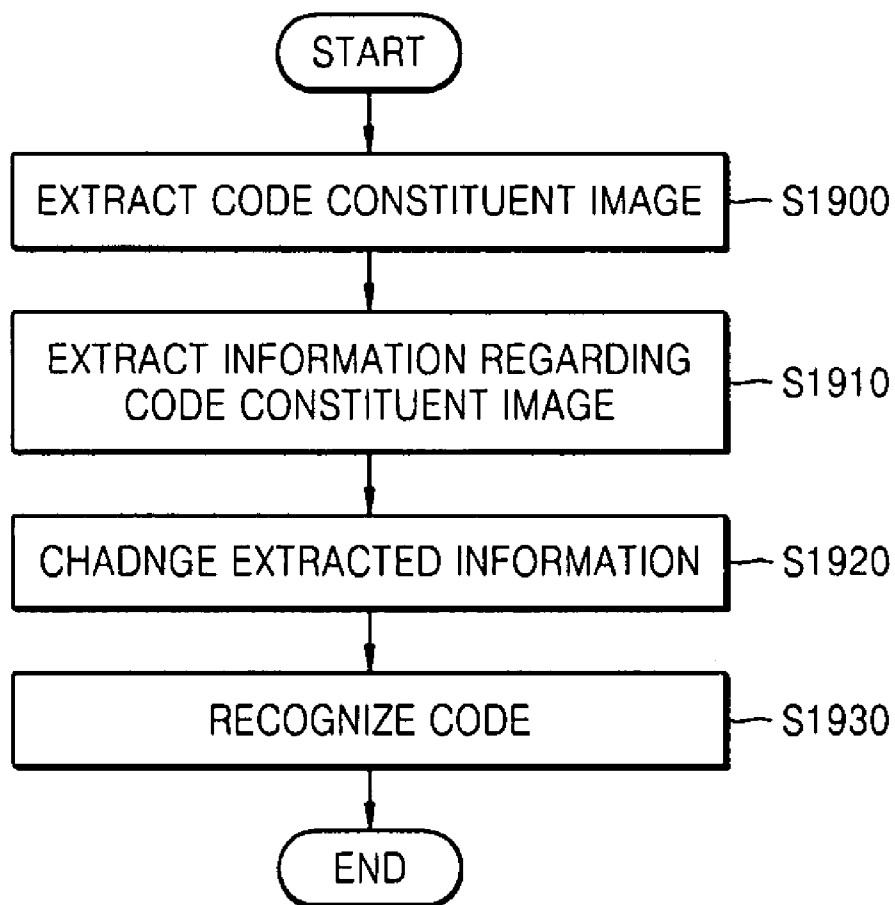 START
EXTRACT CODE CONSTITUENT IMAGE
S1900
EXTRACT INFORMATION REGARDING
CODE CONSTITUENT IMAGE
S1910
CHADNGE EXTRACTED INFORMATION
S1920
RECOGNIZE CODE
S1930
END